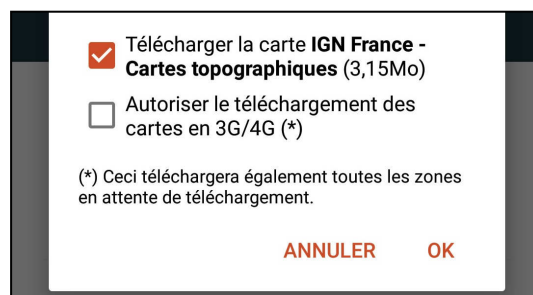 Télécharger la carte IGN France -
Cartes topographiques (3,15Mo)
Autoriser le téléchargement des
cartes en 3G/4G (*)
(*) Ceci téléchargera également toutes les zones
en attente de téléchargement.
ANNULER OK